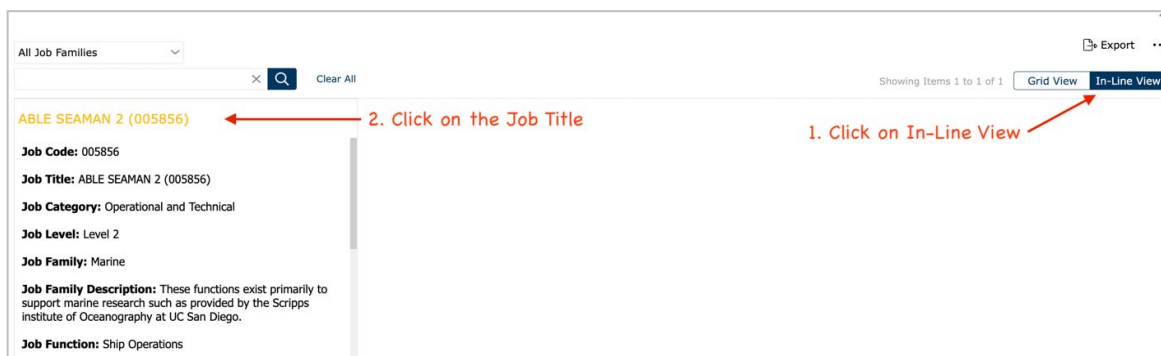 All Job Families
Export
Clear All
Showing Items 1 to 1 of 1
Grid View
In-Line View
ABLE SEAMAN 2 (005856)
2. Click on the Job Title
1. Click on In-Line View
Job Code: 005856
Job Title: ABLE SEAMAN 2 (005856)
Job Category: Operational and Technical
Job Level: Level 2
Job Family: Marine
Job Family Description: These functions exist primarily to
support marine research such as provided by the Scripps
institute of Oceanography at UC San Diego.
Job Function: Ship Operations